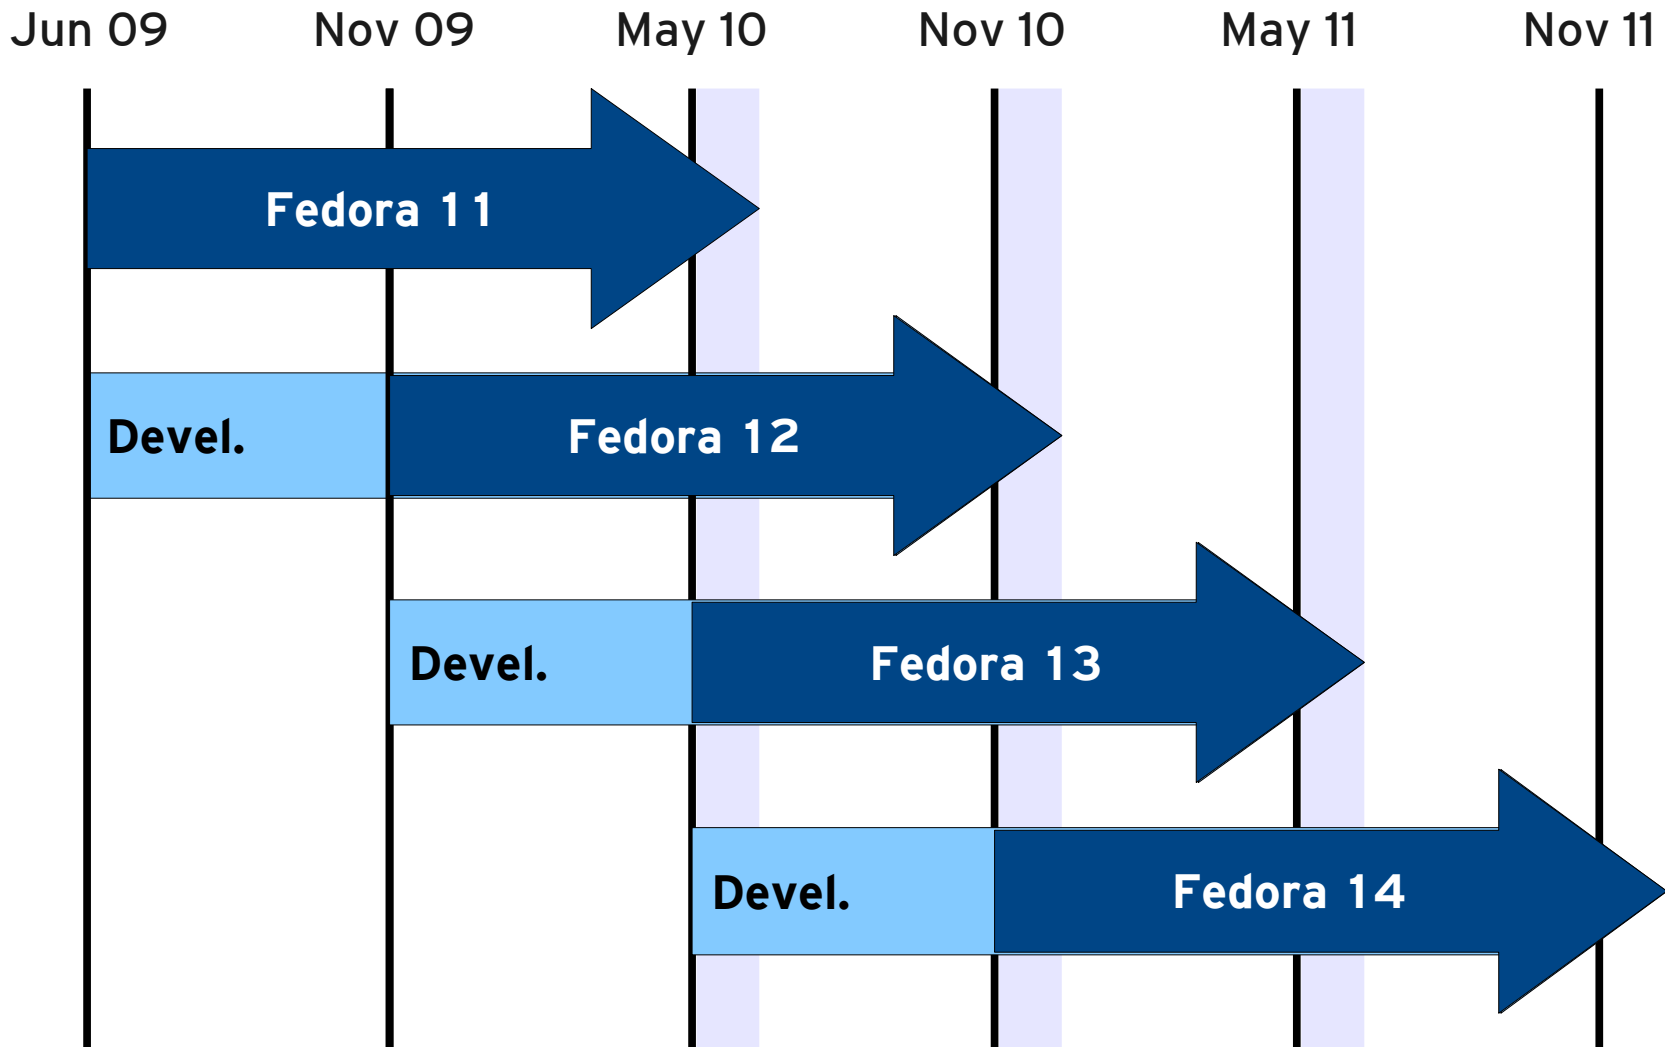 Jun 09
Nov 09
May 10
Nov 10
May 11
Nov 11
Fedora 11
Devel.
Fedora 12
Devel.
Fedora 13
Devel.
Fedora 14